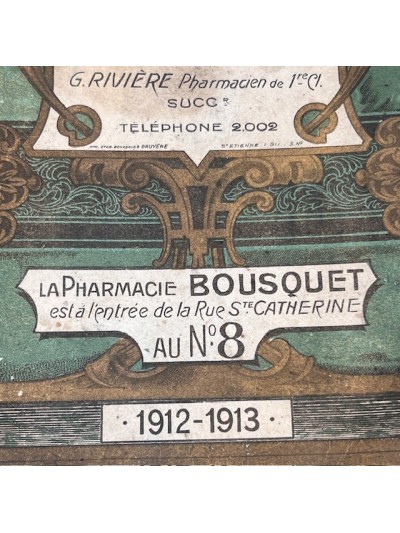 G. RIVIÈRE Pharmacien de 1re Cl.
SUCCR
TÉLÉPHONE 2.002
LA PHARMACIE BOUSQUET
est à l'entrée de la Rue STE CATHERINE
AU No. 8
· 1912-1913 ·